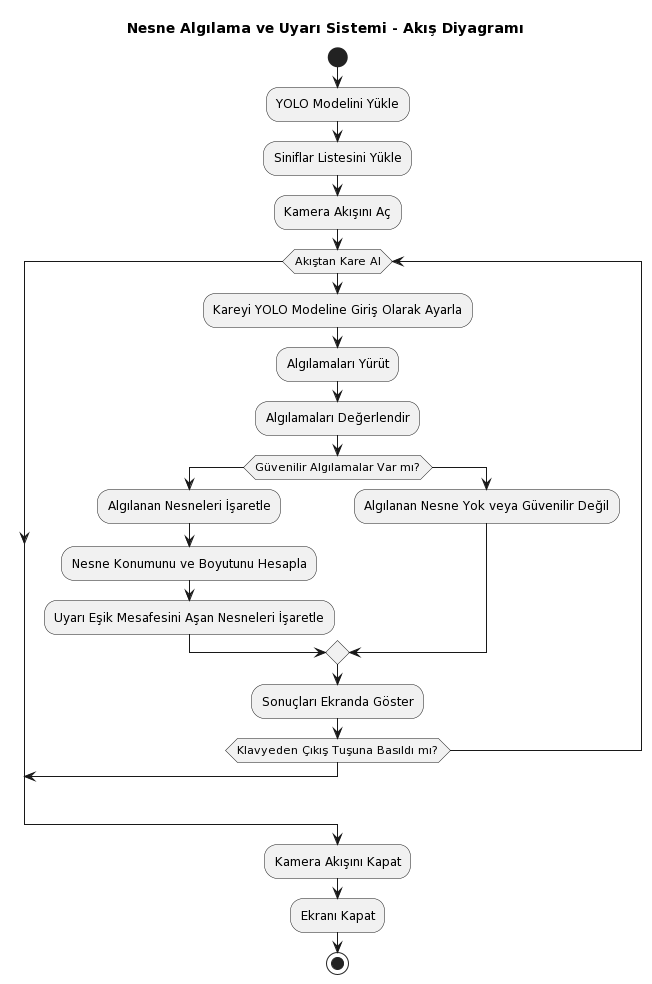 Nesne Algılama ve Uyarı Sistemi - Akış Diyagramı
YOLO Modelini Yükle
Siniflar Listesini Yükle
Kamera Akışını Aç
Akıştan Kare Al
Kareyi YOLO Modeline Giriş Olarak Ayarla
Algılamaları Yürüt
Algılamaları Değerlendir
Güvenilir Algılamalar Var mı?
Algılanan Nesneleri İşaretle
Algılanan Nesne Yok veya Güvenilir Değil
Nesne Konumunu ve Boyutunu Hesapla
Uyarı Eşik Mesafesini Aşan Nesneleri İşaretle
Sonuçları Ekranda Göster
Klavyeden Çıkış Tuşuna Basıldı mı?
Kamera Akışını Kapat
Ekranı Kapat